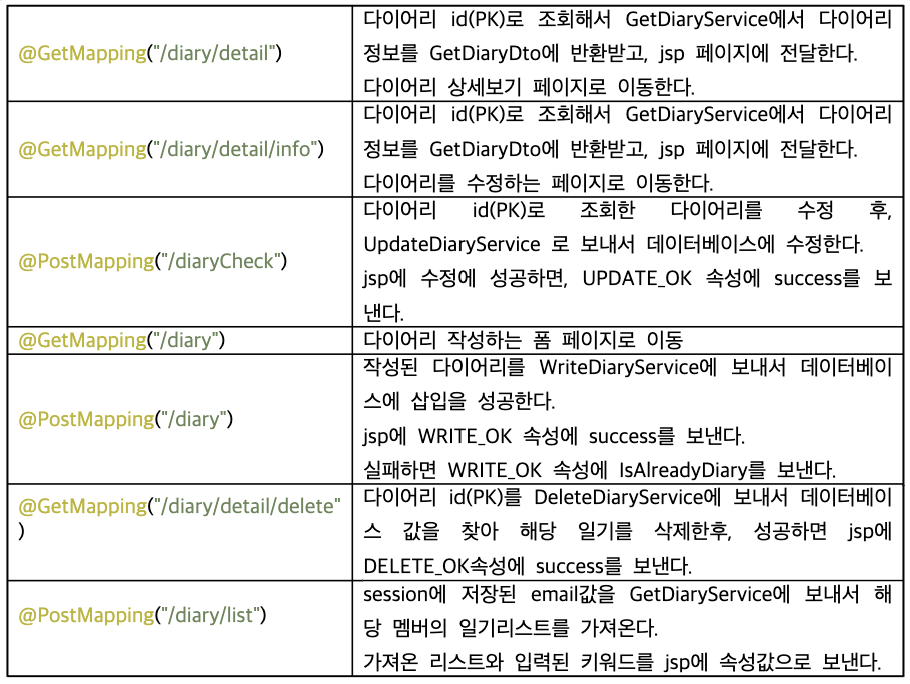 @GetMapping("/diary/detail")
다이어리 id(PK)로 조회해서 GetDiaryService에서 다이어리
정보를 GetDiaryDto에 반환받고, jsp 페이지에 전달한다.
다이어리 상세보기 페이지로 이동한다.
@GetMapping("/diary/detail/info")
다이어리 id(PK)로 조회해서 GetDiaryService에서 다이어리
정보를 GetDiaryDto에 반환받고, jsp 페이지에 전달한다.
다이어리를 수정하는 페이지로 이동한다.
@PostMapping("/diaryCheck")
다이어리 id(PK)로 조회한 다이어리를 수정 후,
UpdateDiaryService 로 보내서 데이터베이스에 수정한다.
jsp에 수정에 성공하면, UPDATE_OK 속성에 success를 보
낸다.
@GetMapping("/diary")
다이어리 작성하는 폼 페이지로 이동
@PostMapping("/diary")
작성된 다이어리를 WriteDiaryService에 보내서 데이터베이
스에 삽입을 성공한다.
jsp에 WRITE_OK 속성에 success를 보낸다.
실패하면 WRITE_OK 속성에 IsAlreadyDiary를 보낸다.
@GetMapping("/diary/detail/delete"
)
다이어리 id(PK)를 DeleteDiaryService에 보내서 데이터베이
스 값을 찾아 해당 일기를 삭제한후, 성공하면 jsp에
DELETE_OK속성에 success를 보낸다.
@PostMapping("/diary/list")
session에 저장된 email값을 GetDiaryService에 보내서 해
당 멤버의 일기리스트를 가져온다.
가져온 리스트와 입력된 키워드를 jsp에 속성값으로 보낸다.